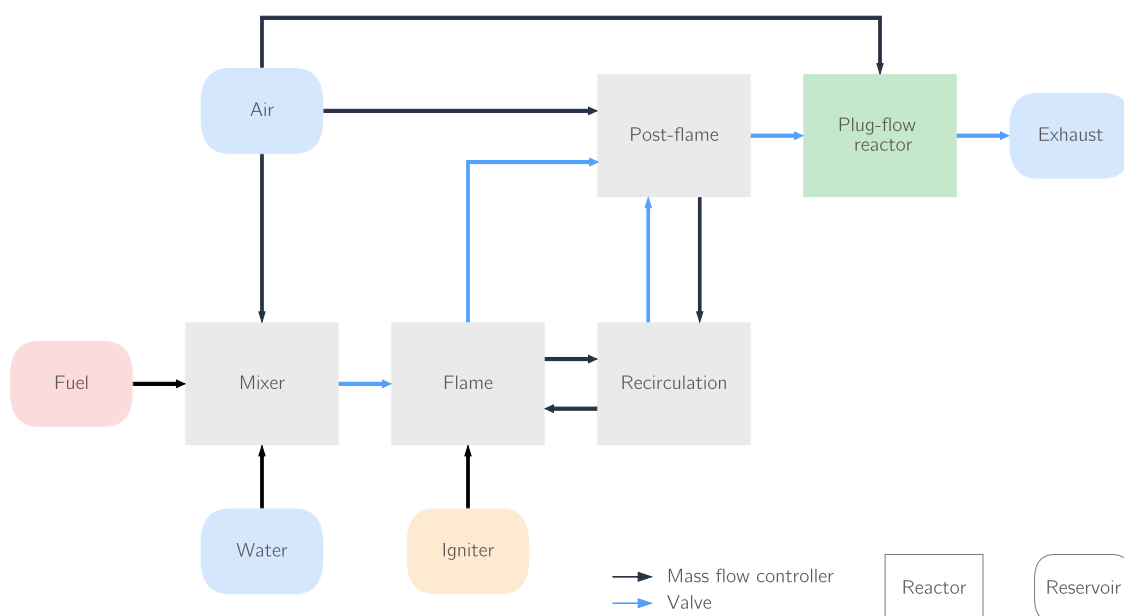 Air
Post-flame
Plug-flow
reactor
Exhaust
Fuel
Mixer
Flame
Recirculation
Water
Igniter
Mass flow controller
Valve
Reactor
Reservoir